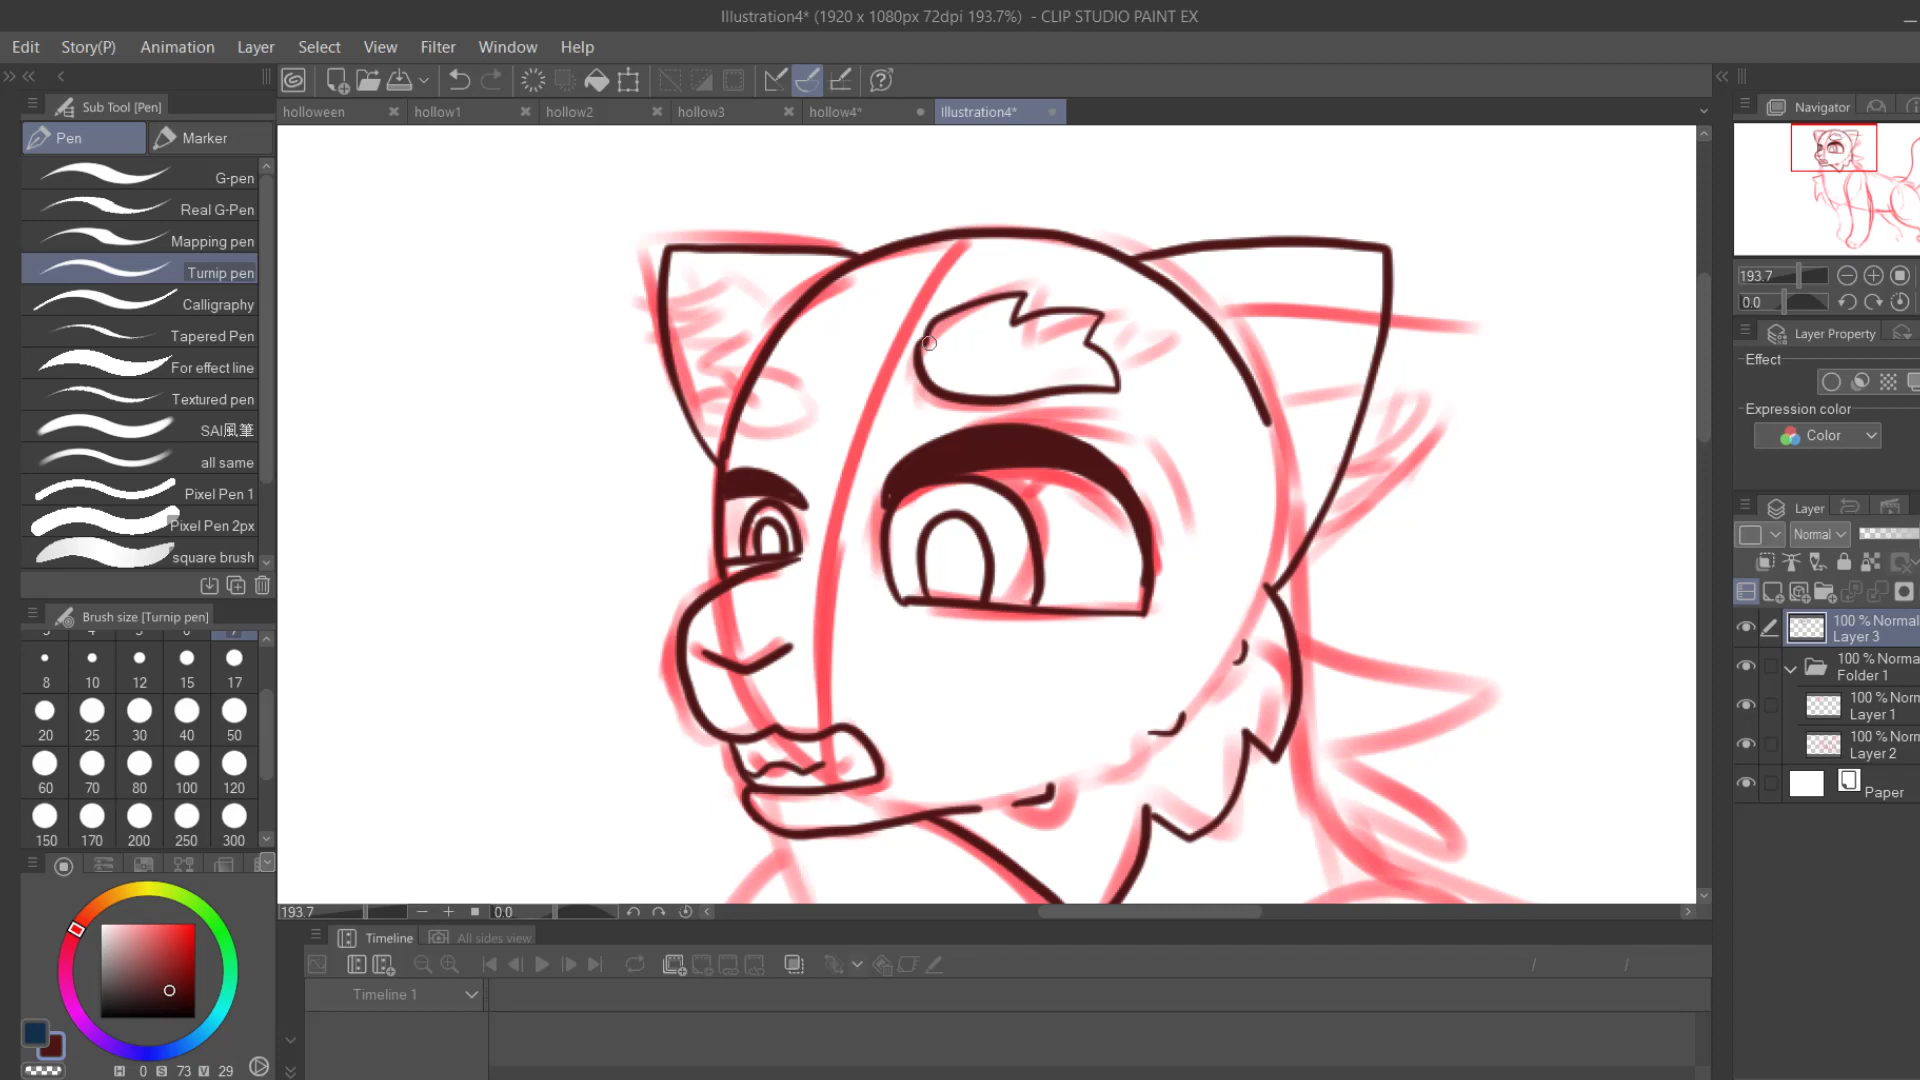 Illustration4* (1920 x 1080px 72dpi 193.7%)  - CLIP STUDIO PAINT EX
Edit Story(P) Animation Layer Select View Filter Window Help
Sub Tool [Pen]
Pen Marker
G-pen
Real G-Pen
Mapping pen
Turnip pen
Calligraphy
Tapered Pen
For effect line
Textured pen
SAI風筆
all same
Pixel Pen 1
Pixel Pen 2px
square brush
Brush size [Turnip pen]
8 10 12 15 17
20 25 30 40 50
60 70 80 100 120
150 170 200 250 300
H 0 S 73 V 29
holloween hollow1 hollow2 hollow3 hollow4* Illustration4*
193.7 0.0
Timeline All sides view
Timeline 1
Navigator
193.7
0.0
Layer Property
Effect
Expression color
Color
Layer
Normal
100 % Normal
Layer 3
100 % Norma
Folder 1
100 % Norm
Layer 1
100 % Norm
Layer 2
Paper